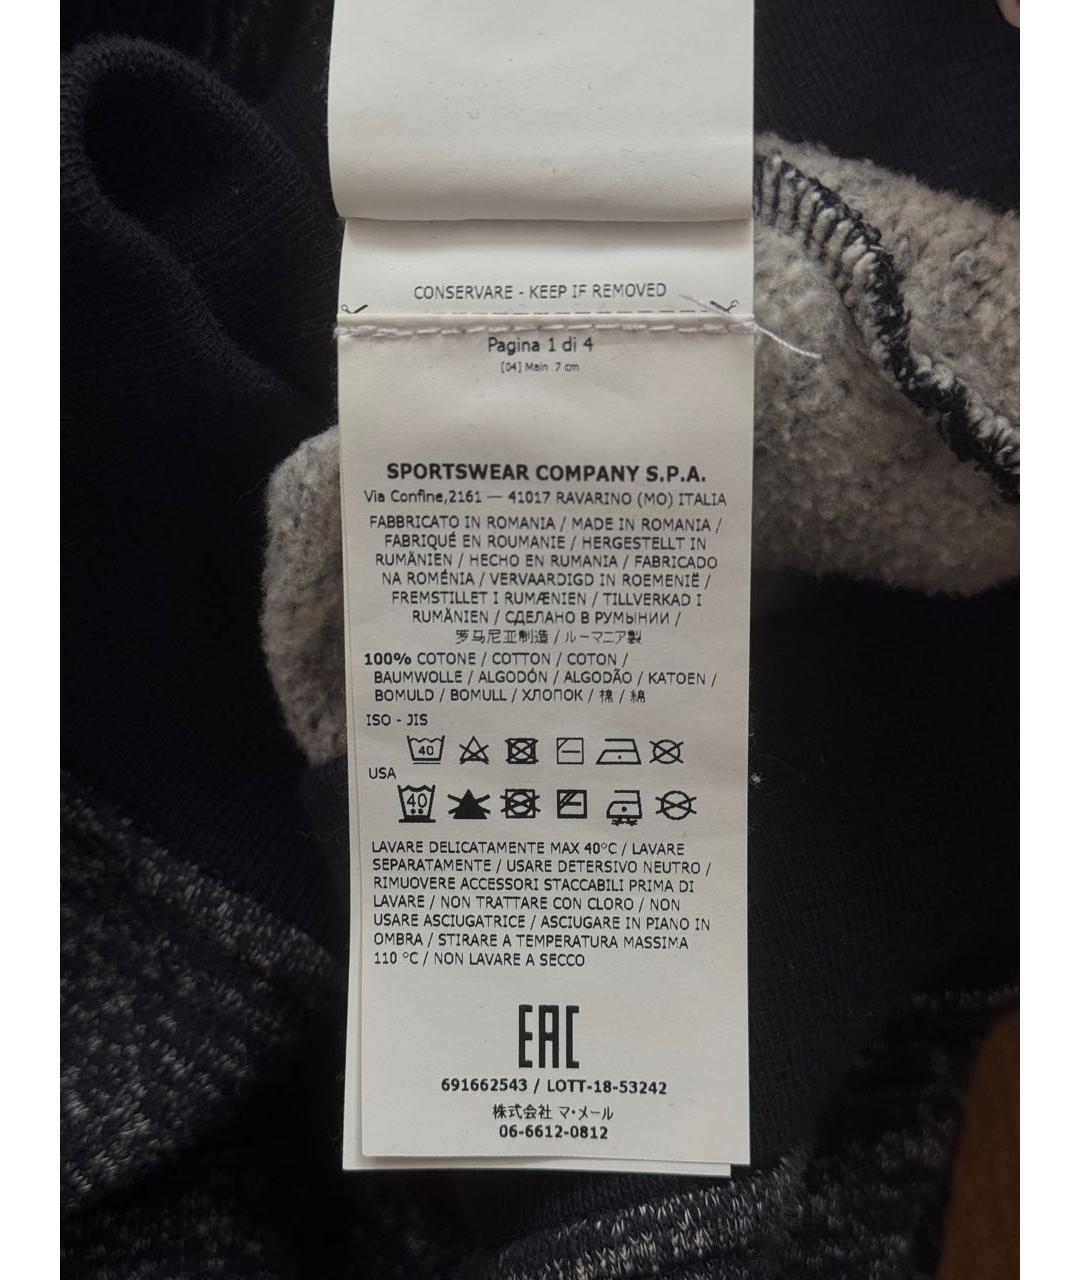 CONSERVARE - KEEP IF REMOVED
Pagina 1 di 4
[04] Main 7 cm
SPORTSWEAR COMPANY S.P.A.
Via Confine,2161 — 41017 RAVARINO (MO) ITALIA
FABBRICATO IN ROMANIA / MADE IN ROMANIA /
FABRIQUÉ EN ROUMANIE / HERGESTELLT IN
RUMÄNIEN / HECHO EN RUMANIA / FABRICADO
NA ROMÉNIA / VERVAARDIGD IN ROEMENIË /
FREMSTILLET I RUMÆNIEN / TILLVERKAD I
RUMÄNIEN / СДЕЛАНО В РУМЫНИИ /
罗马尼亚制造 / ルーマニア製
100% COTONE / COTTON / COTON /
BAUMWOLLE / ALGODÓN / ALGODÃO / KATOEN /
BOMULD / BOMULL / ХЛОПОК / 棉 / 綿
ISO - JIS
40
USA
40
LAVARE DELICATAMENTE MAX 40°C / LAVARE
SEPARATAMENTE / USARE DETERSIVO NEUTRO /
RIMUOVERE ACCESSORI STACCABILI PRIMA DI
LAVARE / NON TRATTARE CON CLORO / NON
USARE ASCIUGATRICE / ASCIUGARE IN PIANO IN
OMBRA / STIRARE A TEMPERATURA MASSIMA
110 °C / NON LAVARE A SECCO
EAC
691662543 / LOTT-18-53242
株式会社 マ・メール
06-6612-0812